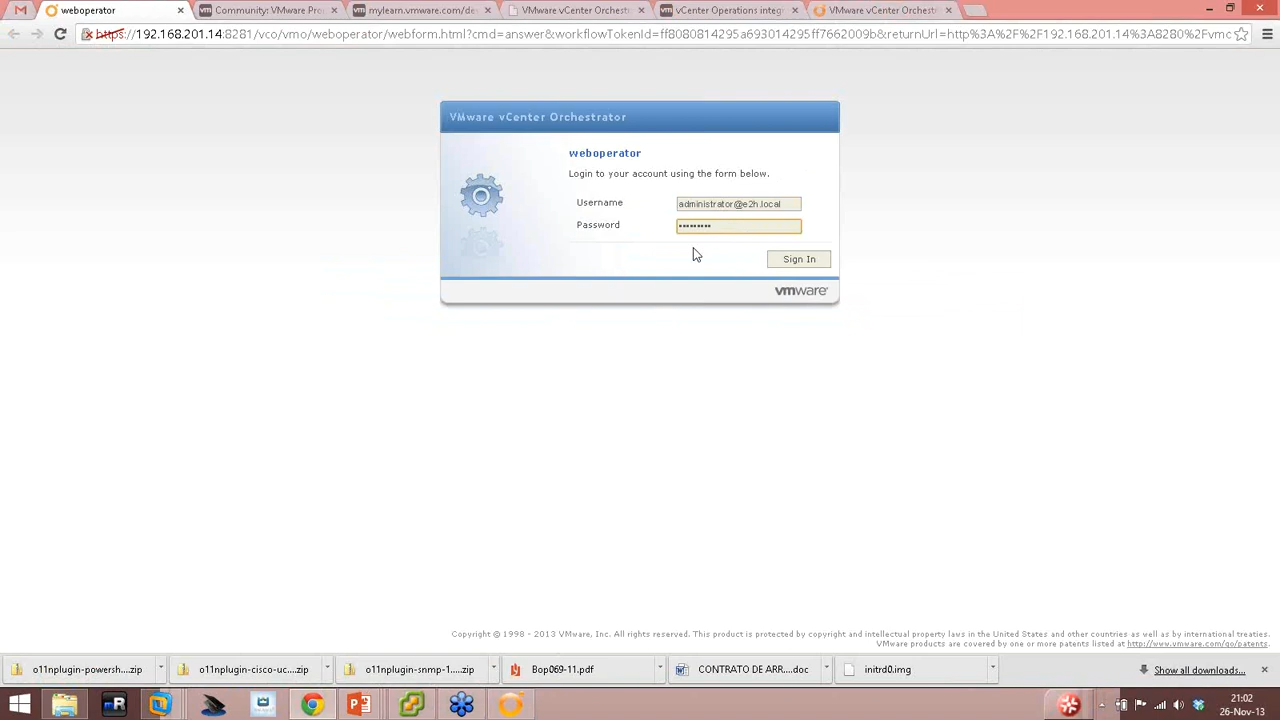 weboperator
Community: VMware Pro
mylearn.vmware.com/de
VMware vCenter Orchest
vCenter Operations integ
VMware vCenter Orchest
https://192.168.201.14:8281/vco/vmo/weboperator/webform.html?cmd=answer&workflowTokenId=ff8080814295a693014295ff7662009b&returnUrl=http%3A%2F%2F192.168.201.14%3A8280%2Fvmo
VMware vCenter Orchestrator
weboperator
Login to your account using the form below.
Username
administrator@e2h.local
Password
Sign In
vmware
Copyright © 1998 - 2013 VMware, Inc. All rights reserved. This product is protected by copyright and intellectual property laws in the United States and other countries as well as by international treaties.
VMware products are covered by one or more patents listed at http://www.vmware.com/go/patents.
o11nplugin-powersh....zip
o11nplugin-cisco-uc....zip
o11nplugin-snmp-1....zip
Bop069-11.pdf
CONTRATO DE ARR....doc
initrd0.img
Show all downloads...
21:02
26-Nov-13